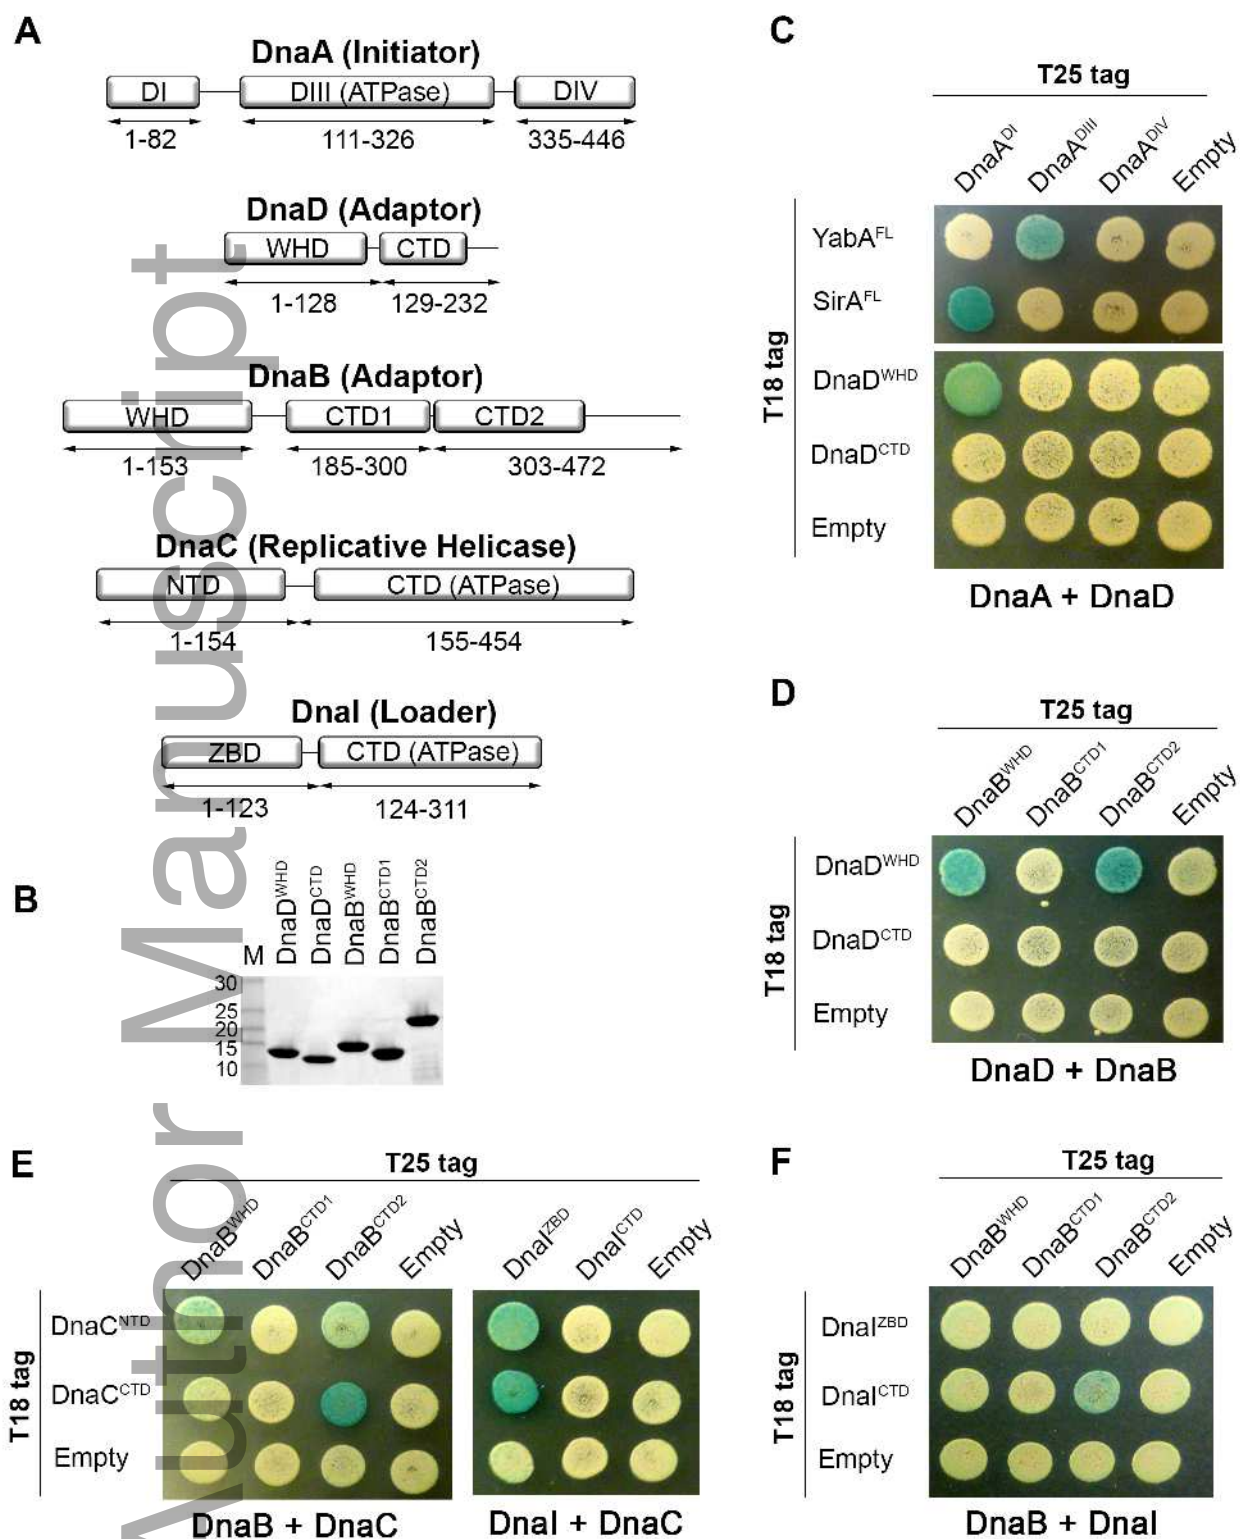 A
DnaA (Initiator)
DI DIII (ATPase) DIV
1-82 111-326 335-446
DnaD (Adaptor)
WHD CTD
1-128 129-232
DnaB (Adaptor)
WHD CTD1 CTD2
1-153 185-300 303-472
DnaC (Replicative Helicase)
NTD CTD (ATPase)
1-154 155-454
DnaI (Loader)
ZBD CTD (ATPase)
1-123 124-311
B
M DnaD^WHD DnaD^CTD DnaB^WHD DnaB^CTD1 DnaB^CTD2
30
25
20
15
10
C
T25 tag
DnaA^DI DnaA^DIII DnaA^DIV Empty
T18 tag
YabA^FL
SirA^FL
DnaD^WHD
DnaD^CTD
Empty
DnaA + DnaD
D
T25 tag
DnaB^WHD DnaB^CTD1 DnaB^CTD2 Empty
T18 tag
DnaD^WHD
DnaD^CTD
Empty
DnaD + DnaB
E
T25 tag
DnaB^WHD DnaB^CTD1 DnaB^CTD2 Empty DnaI^ZBD DnaI^CTD Empty
T18 tag
DnaC^NTD
DnaC^CTD
Empty
DnaB + DnaC DnaI + DnaC
F
T25 tag
DnaB^WHD DnaB^CTD1 DnaB^CTD2 Empty
T18 tag
DnaI^ZBD
DnaI^CTD
Empty
DnaB + DnaI
Author Manuscript